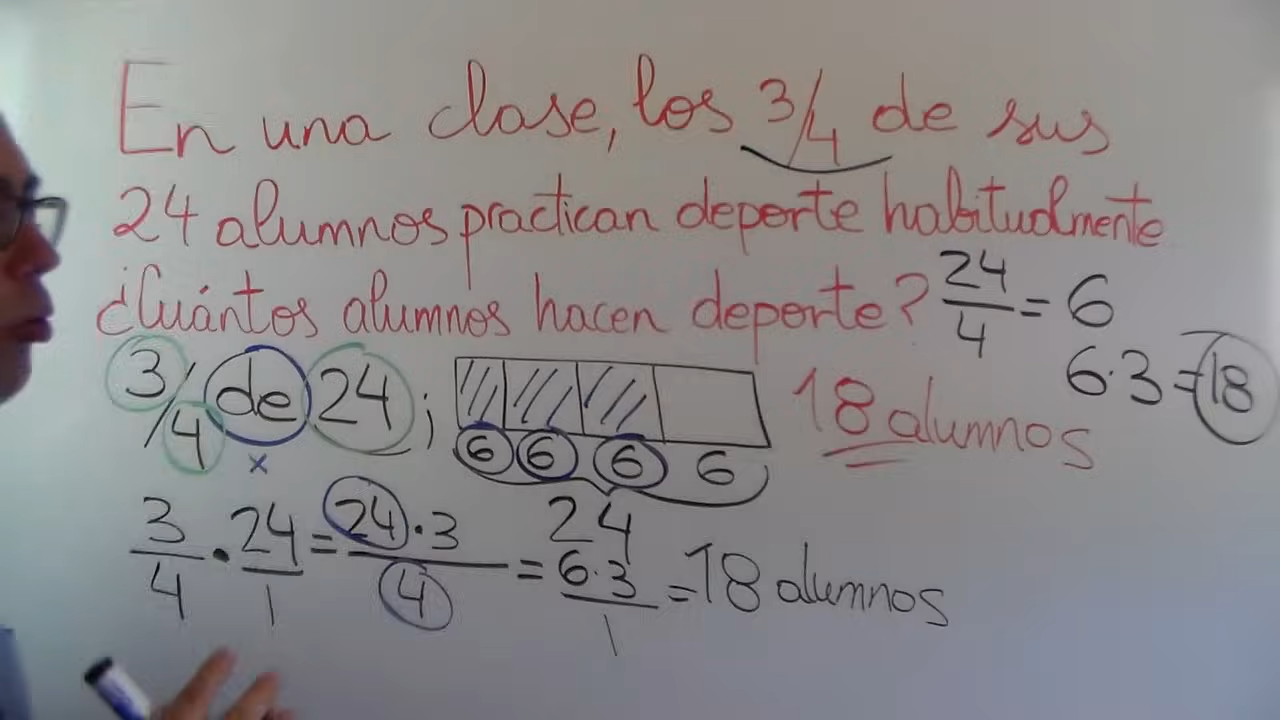 En una clase, los 3/4 de sus
24 alumnos practican deporte habitualmente
¿Cuántos alumnos hacen deporte?
24/4 = 6
6·3 = 18
3/4 de 24 ;
x
6 6 6 6
24
18 alumnos
3/4 · 24/1 = 24·3/4 = 6·3/1 = 18 alumnos